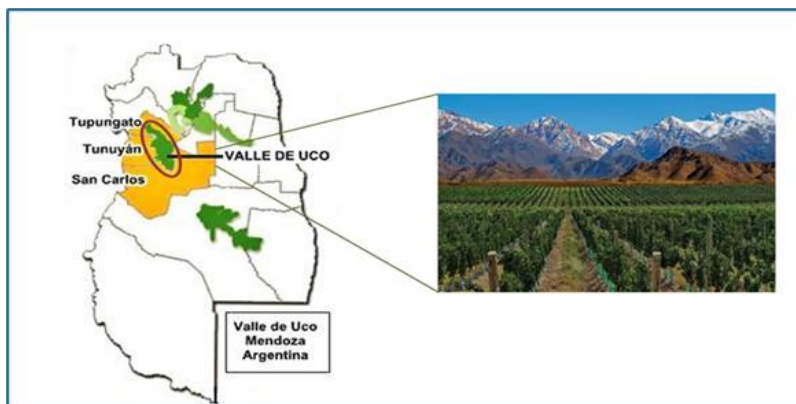 Tupungato
Tunuyán
VALLE DE UCO
San Carlos
Valle de Uco
Mendoza
Argentina